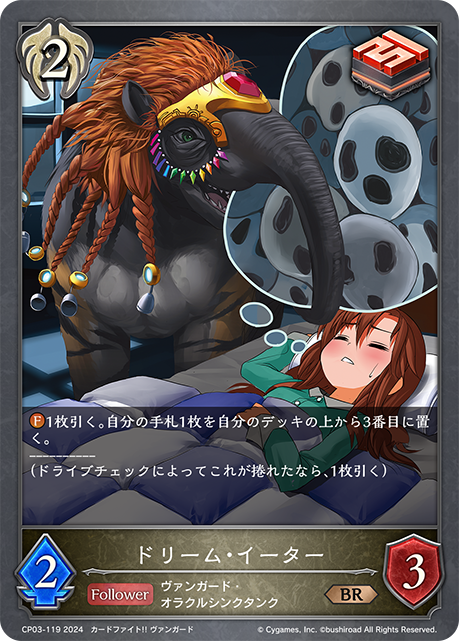 2
F 1枚引く。自分の手札1枚を自分のデッキの上から3番目に置
く。
----------
(ドライブチェックによってこれが捲れたなら、1枚引く)
ドリーム・イーター
2
Follower
ヴァンガード・
オラクルシンクタンク
BR
3
CP03-119 2024 カードファイト!! ヴァンガード
© Cygames, Inc. ©bushiroad All Rights Reserved.